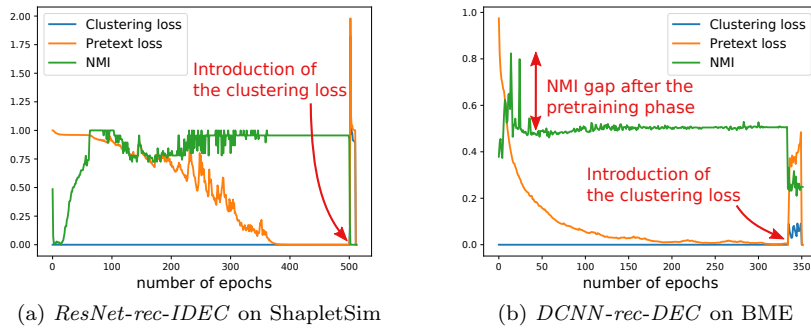 (a)
2.00
1.75
1.50
1.25
1.00
0.75
0.50
0.25
0.00
Clustering loss
Pretext loss
NMI
Introduction of
the clustering loss
0
100
200
300
400
500
number of epochs
(a) ResNet-rec-IDEC on ShapletSim
(b)
1.0
0.8
0.6
0.4
0.2
0.0
Clustering loss
Pretext loss
NMI
NMI gap after the
pretraining phase
Introduction of
the clustering loss
0
50
100
150
200
250
300
350
number of epochs
(b) DCNN-rec-DEC on BME